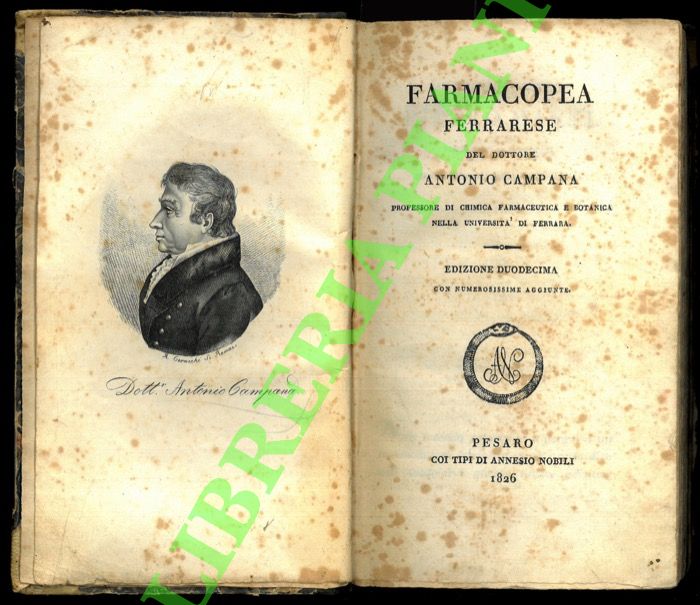 Dott.r Antonio Campana
FARMACOPEA
FERRARESE
DEL DOTTORE
ANTONIO CAMPANA
PROFESSORE DI CHIMICA FARMACEUTICA E BOTANICA
NELLA UNIVERSITA' DI FERRARA.
EDIZIONE DUODECIMA
CON NUMEROSISSIME AGGIUNTE.
AN
PESARO
COI TIPI DI ANNESIO NOBILI
1826
LIBRERIA PIANI